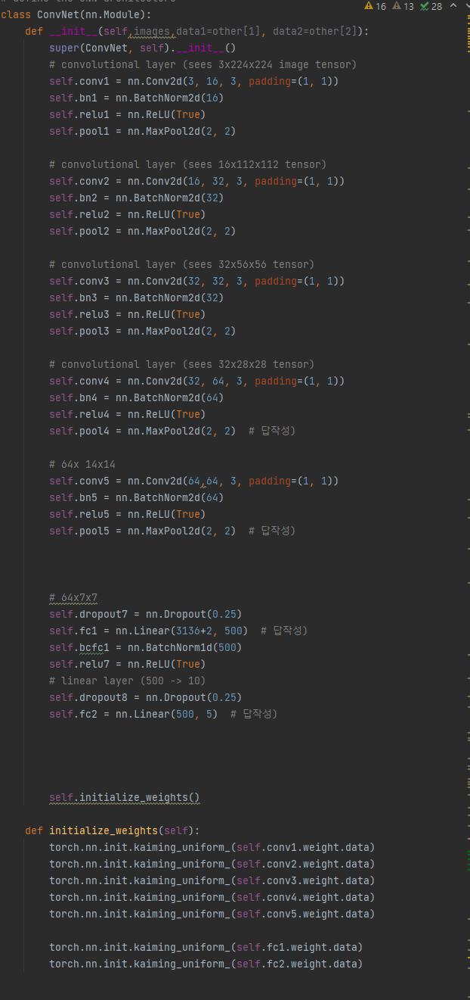 class ConvNet(nn.Module):
16 13 28
def __init__(self,images,data1=other[1], data2=other[2]):
super(ConvNet, self).__init__()
# convolutional layer (sees 3x224x224 image tensor)
self.conv1 = nn.Conv2d(3, 16, 3, padding=(1, 1))
self.bn1 = nn.BatchNorm2d(16)
self.relu1 = nn.ReLU(True)
self.pool1 = nn.MaxPool2d(2, 2)
# convolutional layer (sees 16x112x112 tensor)
self.conv2 = nn.Conv2d(16, 32, 3, padding=(1, 1))
self.bn2 = nn.BatchNorm2d(32)
self.relu2 = nn.ReLU(True)
self.pool2 = nn.MaxPool2d(2, 2)
# convolutional layer (sees 32x56x56 tensor)
self.conv3 = nn.Conv2d(32, 32, 3, padding=(1, 1))
self.bn3 = nn.BatchNorm2d(32)
self.relu3 = nn.ReLU(True)
self.pool3 = nn.MaxPool2d(2, 2)
# convolutional layer (sees 32x28x28 tensor)
self.conv4 = nn.Conv2d(32, 64, 3, padding=(1, 1))
self.bn4 = nn.BatchNorm2d(64)
self.relu4 = nn.ReLU(True)
self.pool4 = nn.MaxPool2d(2, 2)  # 답작성)
# 64x 14x14
self.conv5 = nn.Conv2d(64,64, 3, padding=(1, 1))
self.bn5 = nn.BatchNorm2d(64)
self.relu5 = nn.ReLU(True)
self.pool5 = nn.MaxPool2d(2, 2)  # 답작성)
# 64x7x7
self.dropout7 = nn.Dropout(0.25)
self.fc1 = nn.Linear(3136+2, 500)  # 답작성)
self.bcfc1 = nn.BatchNorm1d(500)
self.relu7 = nn.ReLU(True)
# linear layer (500 -> 10)
self.dropout8 = nn.Dropout(0.25)
self.fc2 = nn.Linear(500, 5)  # 답작성)
self.initialize_weights()
def initialize_weights(self):
torch.nn.init.kaiming_uniform_(self.conv1.weight.data)
torch.nn.init.kaiming_uniform_(self.conv2.weight.data)
torch.nn.init.kaiming_uniform_(self.conv3.weight.data)
torch.nn.init.kaiming_uniform_(self.conv4.weight.data)
torch.nn.init.kaiming_uniform_(self.conv5.weight.data)
torch.nn.init.kaiming_uniform_(self.fc1.weight.data)
torch.nn.init.kaiming_uniform_(self.fc2.weight.data)